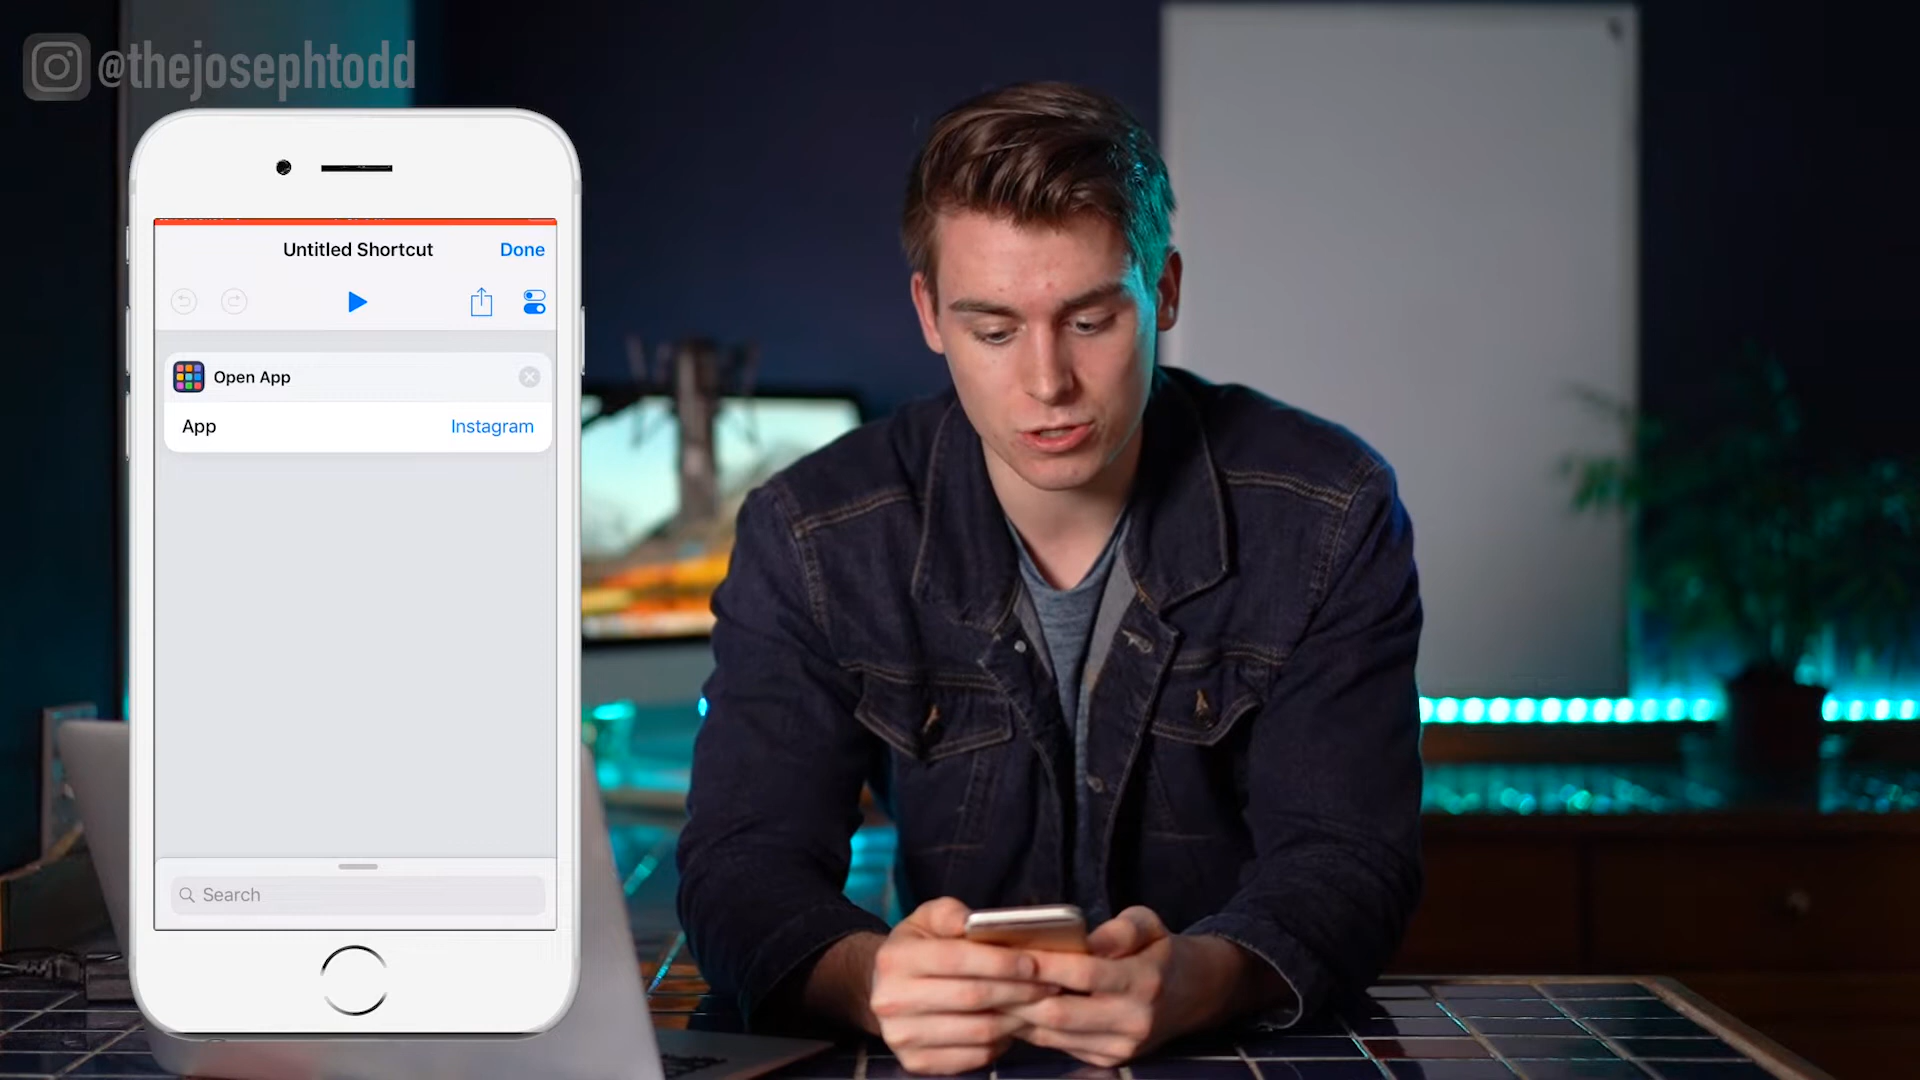 @thejosephtodd
Untitled Shortcut
Done
Open App
App
Instagram
Search